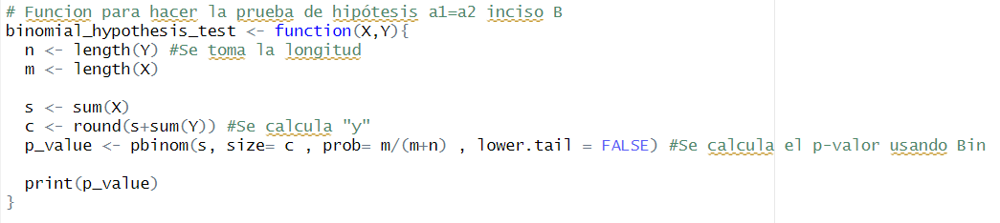 # Funcion para hacer la prueba de hipótesis a1=a2 inciso B
binomial_hypothesis_test <- function(X,Y){
  n <- length(Y) #Se toma la longitud
  m <- length(X)

  s <- sum(X)
  c <- round(s+sum(Y)) #Se calcula "y"
  p_value <- pbinom(s, size= c , prob= m/(m+n) , lower.tail = FALSE) #Se calcula el p-valor usando Bin

  print(p_value)
}